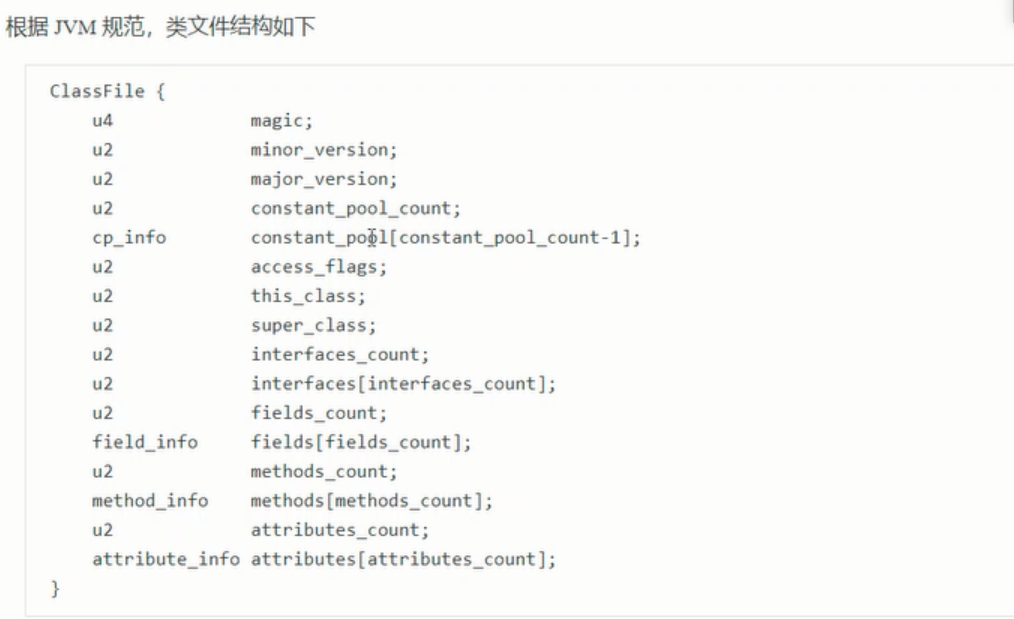 根据 JVM 规范，类文件结构如下
ClassFile {
u4 magic;
u2 minor_version;
u2 major_version;
u2 constant_pool_count;
cp_info constant_pool[constant_pool_count-1];
u2 access_flags;
u2 this_class;
u2 super_class;
u2 interfaces_count;
u2 interfaces[interfaces_count];
u2 fields_count;
field_info fields[fields_count];
u2 methods_count;
method_info methods[methods_count];
u2 attributes_count;
attribute_info attributes[attributes_count];
}